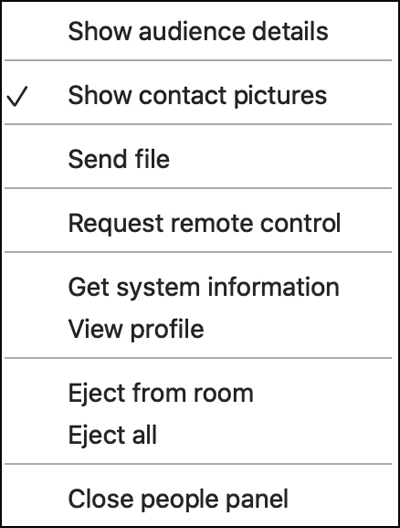 Show audience details
Show contact pictures
Send file
Request remote control
Get system information
View profile
Eject from room
Eject all
Close people panel